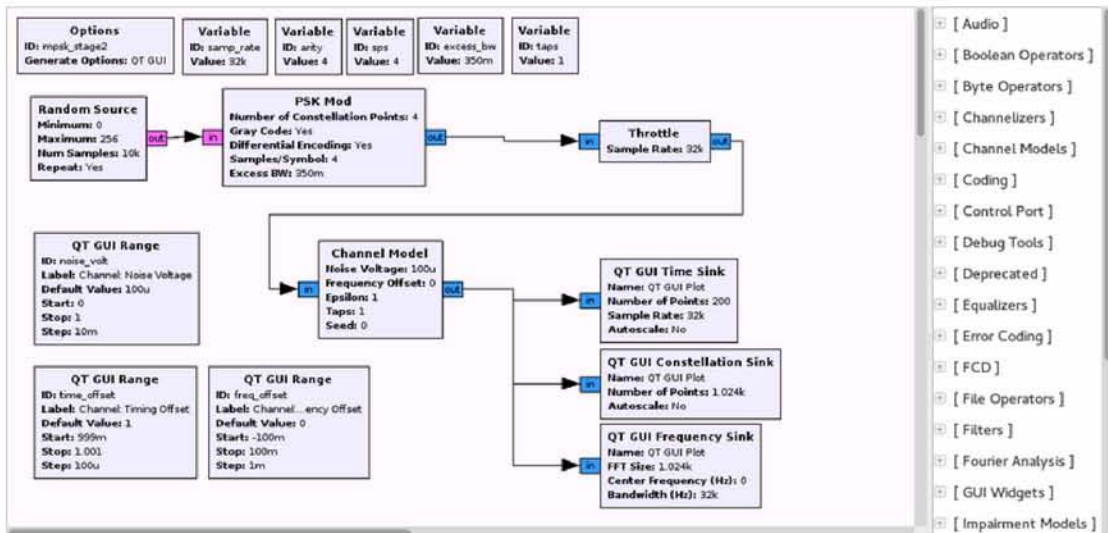 Options
ID: mpsk_stage2
Generate Options: QT GUI
Variable
ID: samp_rate
Value: 32k
Variable
ID: arity
Value: 4
Variable
ID: sps
Value: 4
Variable
ID: excess_bw
Value: 350m
Variable
ID: taps
Value: 1
Random Source
Minimum: 0
Maximum: 256
Num Samples: 10k
Repeat: Yes
out
in
PSK Mod
Number of Constellation Points: 4
Gray Code: Yes
Differential Encoding: Yes
Samples/Symbol: 4
Excess BW: 350m
out
in
Throttle
Sample Rate: 32k
out
QT GUI Range
ID: noise_volt
Label: Channel: Noise Voltage
Default Value: 100u
Start: 0
Stop: 1
Step: 10m
in
Channel Model
Noise Voltage: 100u
Frequency Offset: 0
Epsilon: 1
Taps: 1
Seed: 0
out
in
QT GUI Time Sink
Name: QT GUI Plot
Number of Points: 200
Sample Rate: 32k
Autoscale: No
QT GUI Range
ID: time_offset
Label: Channel: Timing Offset
Default Value: 1
Start: 999m
Stop: 1.001
Step: 100u
QT GUI Range
ID: freq_offset
Label: Channel:...ency Offset
Default Value: 0
Start: -100m
Stop: 100m
Step: 1m
in
QT GUI Constellation Sink
Name: QT GUI Plot
Number of Points: 1.024k
Autoscale: No
in
QT GUI Frequency Sink
Name: QT GUI Plot
FFT Size: 1.024k
Center Frequency (Hz): 0
Bandwidth (Hz): 32k
[ Audio ]
[ Boolean Operators ]
[ Byte Operators ]
[ Channelizers ]
[ Channel Models ]
[ Coding ]
[ Control Port ]
[ Debug Tools ]
[ Deprecated ]
[ Equalizers ]
[ Error Coding ]
[ FCD ]
[ File Operators ]
[ Filters ]
[ Fourier Analysis ]
[ GUI Widgets ]
[ Impairment Models ]